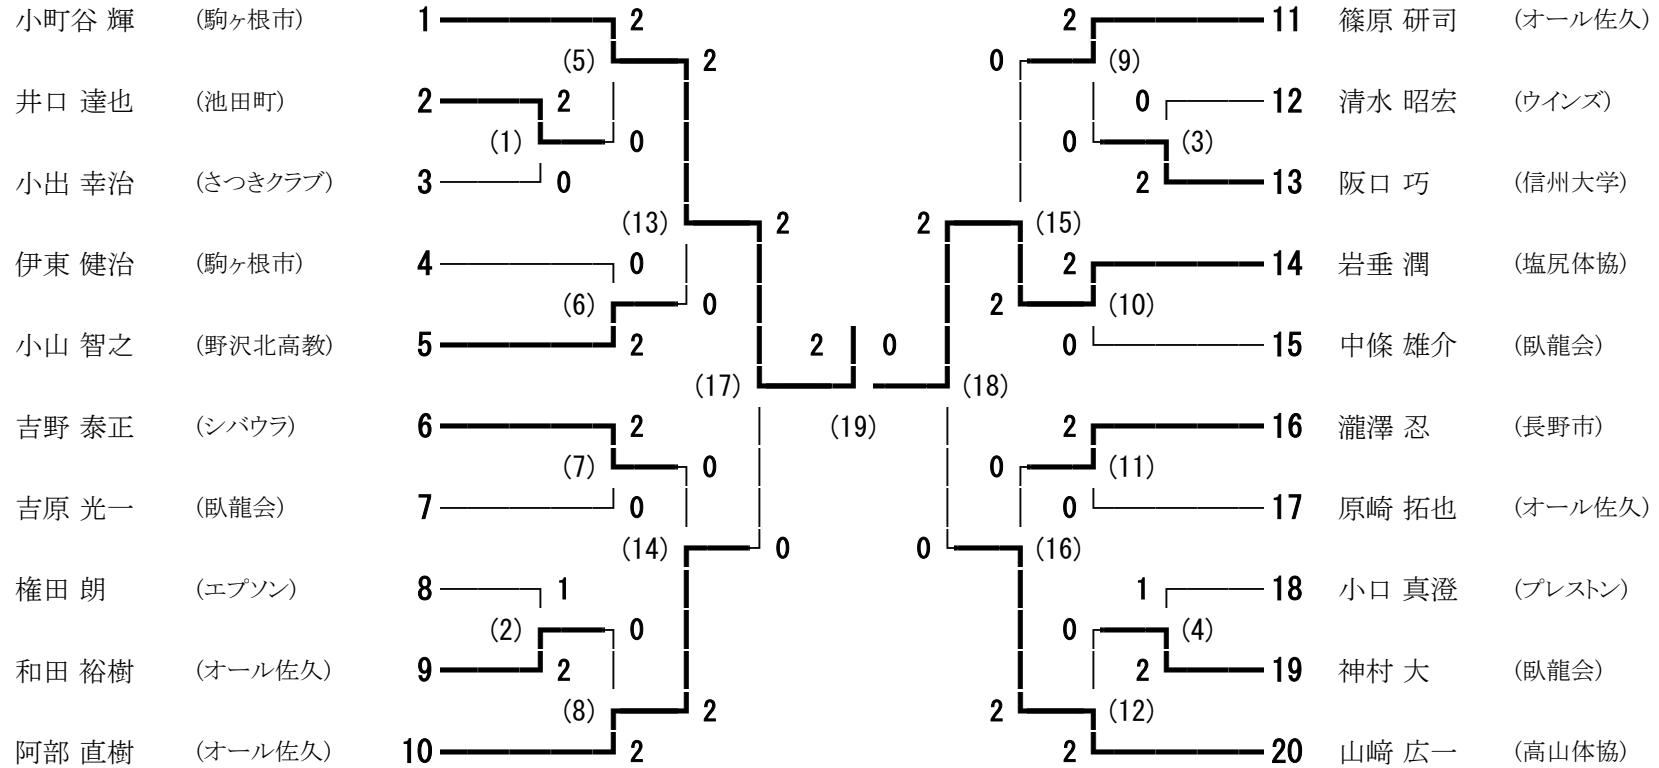 小町谷 輝 (駒ヶ根市) 1 2 2 11 篠原 研司 (オール佐久)
(5) 2 0 (9)
井口 達也 (池田町) 2 2 0 12 清水 昭宏 (ウインズ)
(1) 0 0 (3)
小出 幸治 (さつきクラブ) 3 0 2 13 阪口 巧 (信州大学)
(13) 2 2 (15)
伊東 健治 (駒ヶ根市) 4 0 2 14 岩垂 潤 (塩尻体協)
(6) 0 2 (10)
小山 智之 (野沢北高教) 5 2 2 0 0 15 中條 雄介 (臥龍会)
(17) (18)
吉野 泰正 (シバウラ) 6 2 (19) 2 16 瀧澤 忍 (長野市)
(7) 0 0 (11)
吉原 光一 (臥龍会) 7 0 0 17 原崎 拓也 (オール佐久)
(14) 0 0 (16)
権田 朗 (エプソン) 8 1 1 18 小口 真澄 (プレストン)
(2) 0 0 (4)
和田 裕樹 (オール佐久) 9 2 2 19 神村 大 (臥龍会)
(8) 2 2 (12)
阿部 直樹 (オール佐久) 10 2 2 20 山﨑 広一 (高山体協)